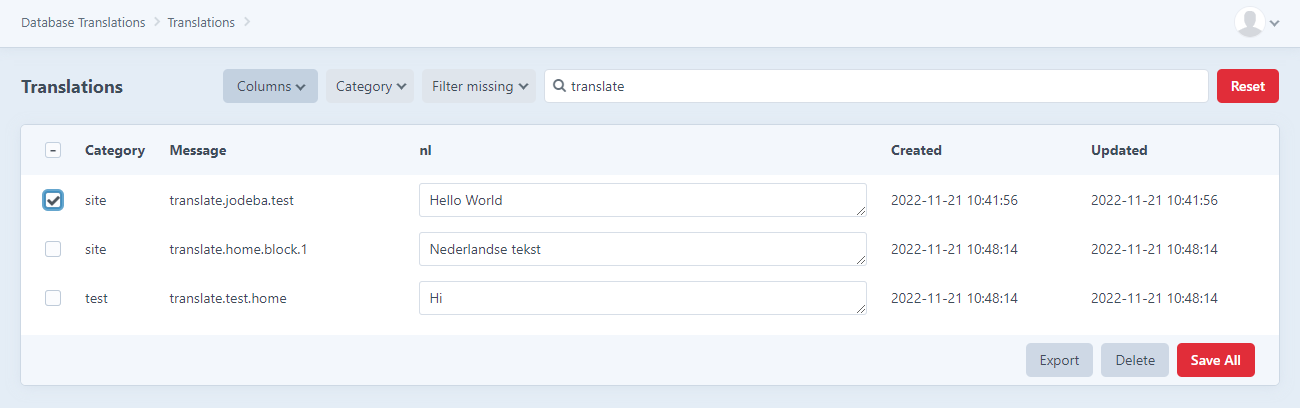 Database Translations Translations
Translations Columns Category Filter missing translate Reset
Category Message nl Created Updated
site translate.jodeba.test Hello World 2022-11-21 10:41:56 2022-11-21 10:41:56
site translate.home.block.1 Nederlandse tekst 2022-11-21 10:48:14 2022-11-21 10:48:14
test translate.test.home Hi 2022-11-21 10:48:14 2022-11-21 10:48:14
Export Delete Save All